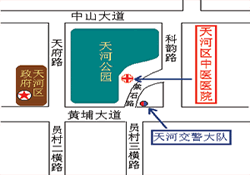 中山大道
天府路
天河公园
科韵路
天河区中医医院
天河区
政府
棠石路
黄埔大道
天河交警大队
员村二横路
员村三横路